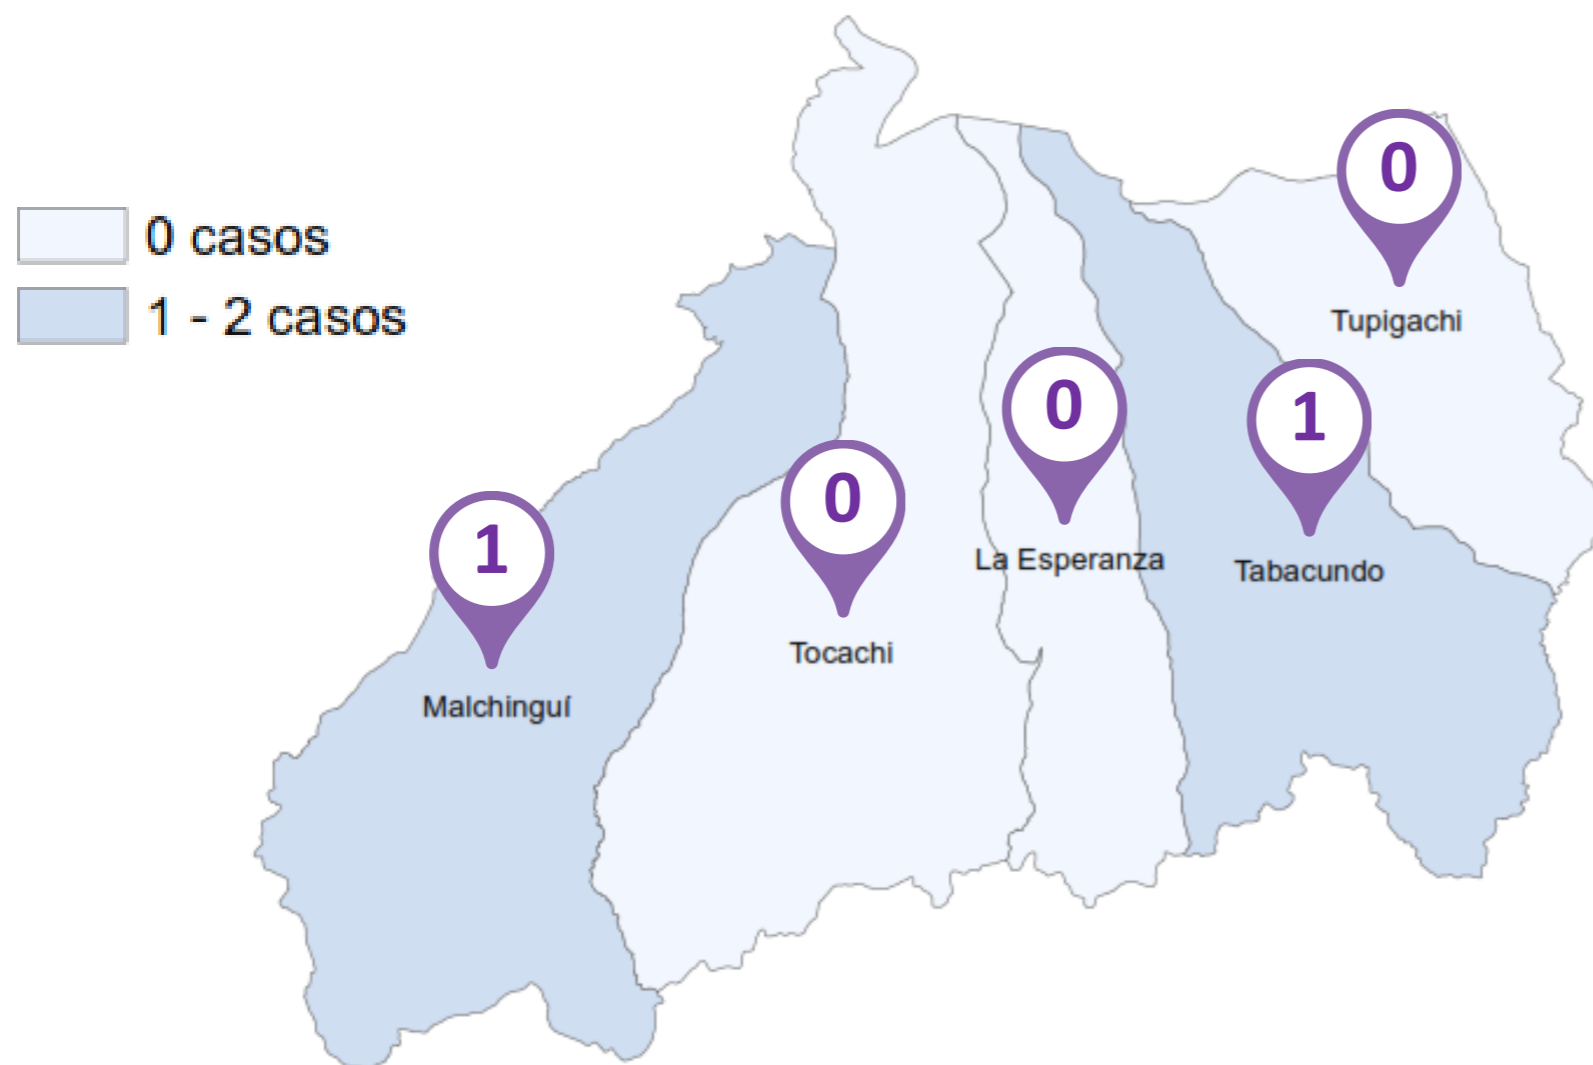 0 casos
1 - 2 casos
0
Tupigachi
0
La Esperanza
1
Tabacundo
0
Tocachi
1
Malchinguí